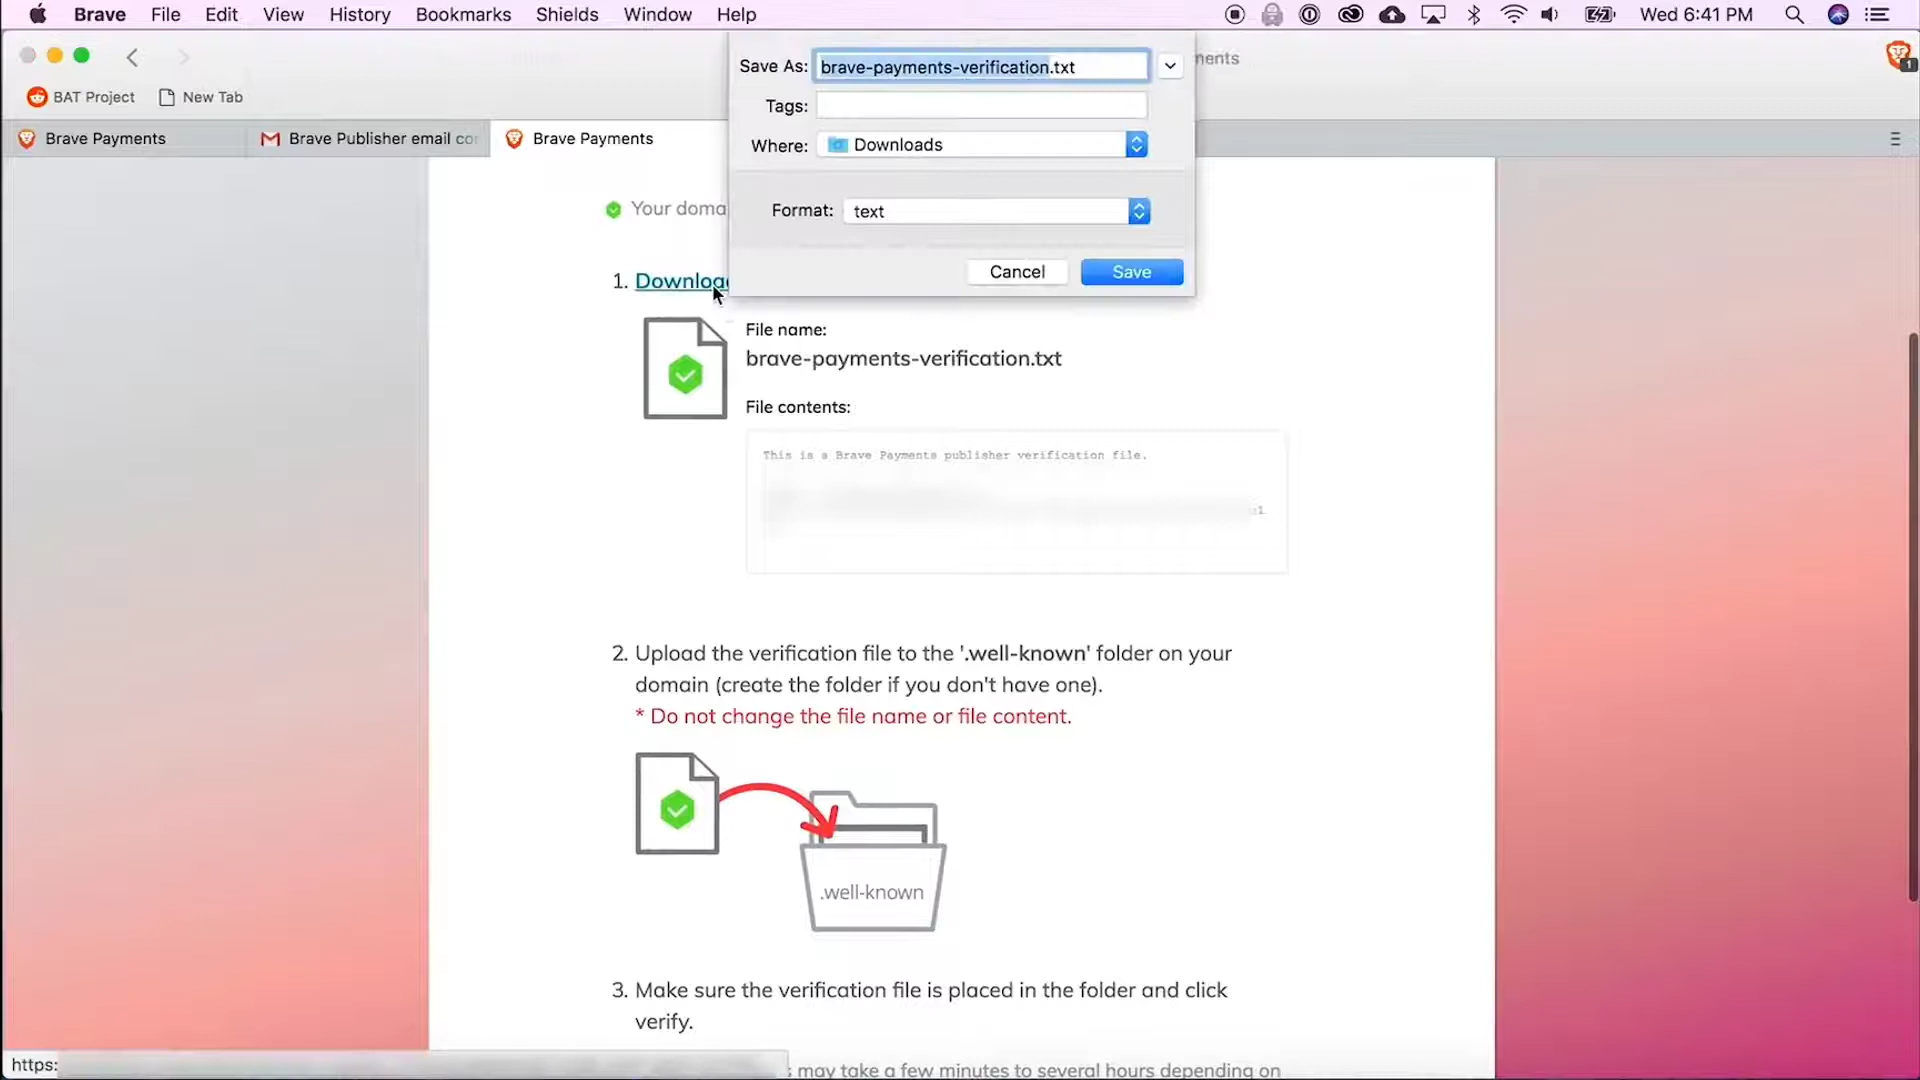 Brave File Edit View History Bookmarks Shields Window Help Wed 6:41 PM
Save As: brave-payments-verification.txt
ments
1
BAT Project New Tab
Tags:
Brave Payments Brave Publisher email co Brave Payments
Where: Downloads
Your doma
Format: text
Cancel Save
1. Download
File name:
brave-payments-verification.txt
File contents:
This is a Brave Payments publisher verification file.
2. Upload the verification file to the '.well-known' folder on your
domain (create the folder if you don't have one).
* Do not change the file name or file content.
.well-known
3. Make sure the verification file is placed in the folder and click
verify.
https:
may take a few minutes to several hours depending on